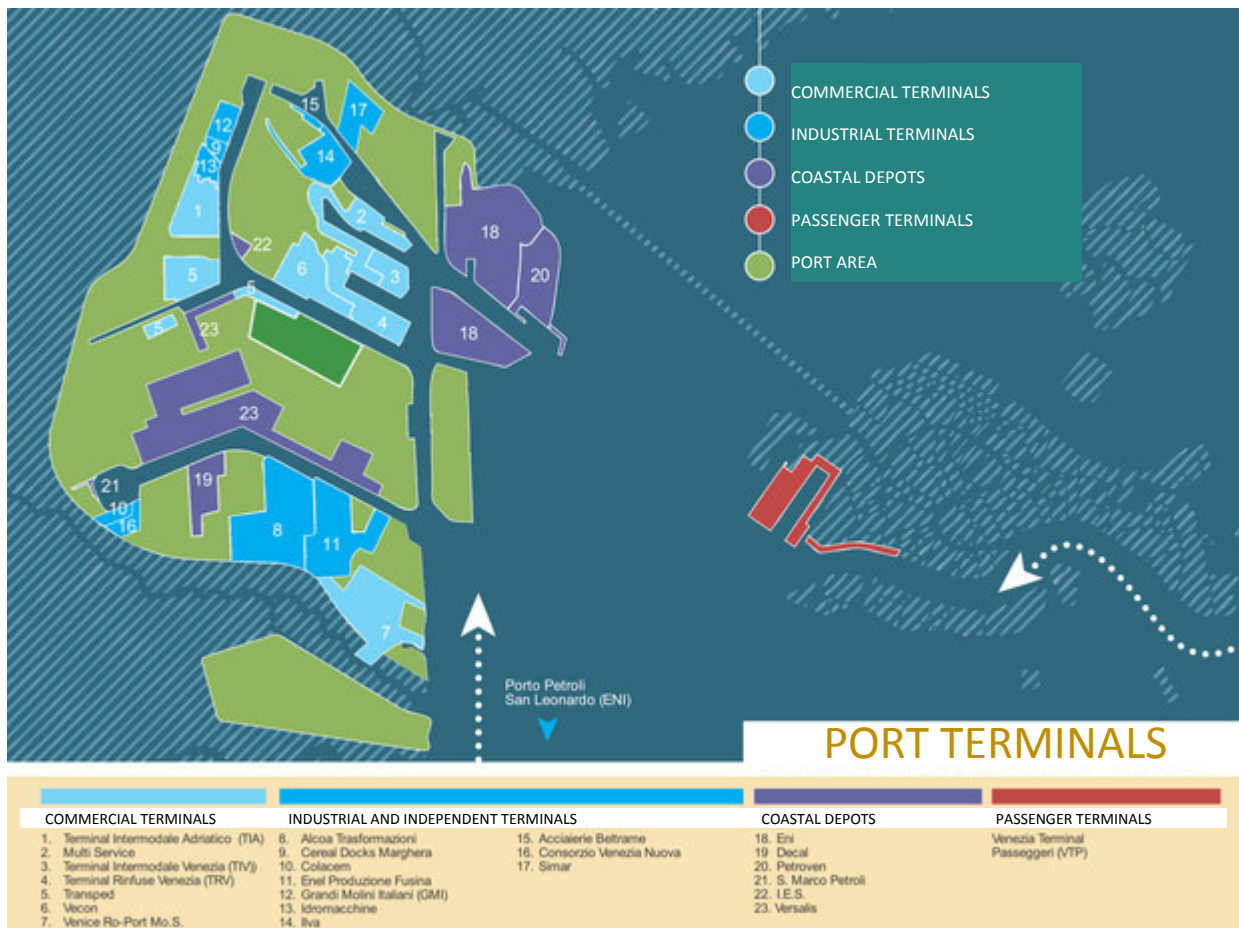 COMMERCIAL TERMINALS
INDUSTRIAL TERMINALS
COASTAL DEPOTS
PASSENGER TERMINALS
PORT AREA
15
17
12
9
14
13
1
2
18
22
6
3
20
5
5
4
18
5
23
23
19
21
10
16
8
11
7
Porto Petroli
San Leonardo (ENI)
PORT TERMINALS
COMMERCIAL TERMINALS
1. Terminal Intermodale Adriatico (TIA)
2. Multi Service
3. Terminal Intermodale Venezia (TIV))
4. Terminal Rinfuse Venezia (TRV)
5. Transped
6. Vecon
7. Venice Ro-Port Mo.S.
INDUSTRIAL AND INDEPENDENT TERMINALS
8. Alcoa Trasformazioni
9. Cereal Docks Marghera
10. Colacem
11. Enel Produzione Fusina
12. Grandi Molini Italiani (GMI)
13. Idromacchine
14. Ilva
15. Acciaierie Beltrame
16. Consorzio Venezia Nuova
17. Simar
COASTAL DEPOTS
18. Eni
19 Decal
20. Petroven
21. S. Marco Petroli
22. I.E.S.
23. Versalis
PASSENGER TERMINALS
Venezia Terminal
Passeggeri (VTP)